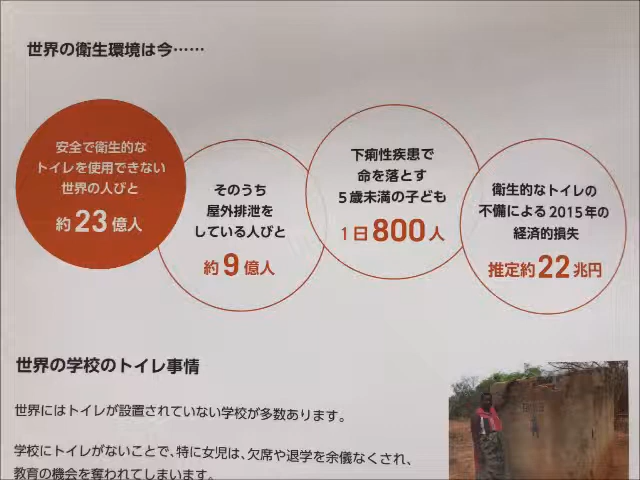 世界の衛生環境は今……
安全で衛生的な
トイレを使用できない
世界の人びと
約23億人
そのうち
屋外排泄を
している人びと
約9億人
下痢性疾患で
命を落とす
5歳未満の子ども
1日800人
衛生的なトイレの
不備による2015年の
経済的損失
推定約22兆円
世界の学校のトイレ事情
世界にはトイレが設置されていない学校が多数あります。
学校にトイレがないことで、特に女児は、欠席や退学を余儀なくされ、
教育の機会を奪われてしまいます。